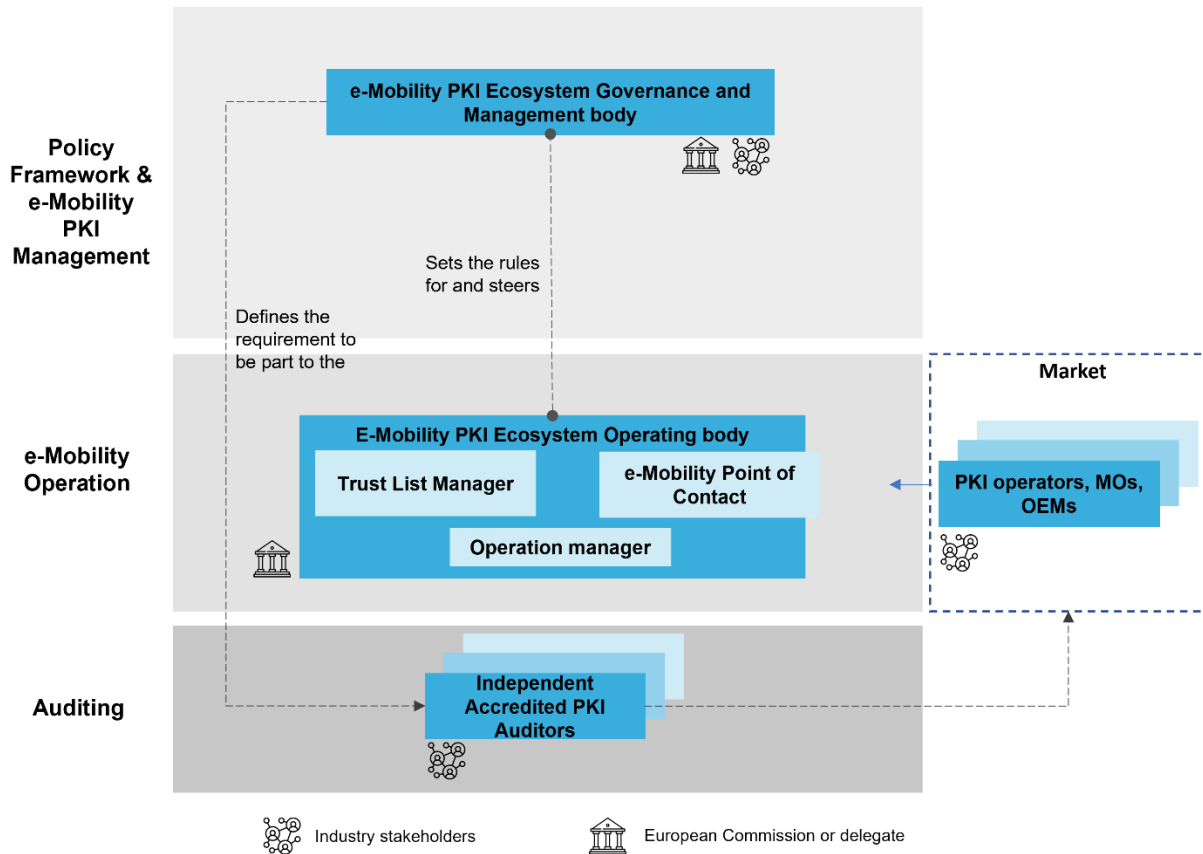 e-Mobility PKI Ecosystem Governance and
Management body
Policy
Framework &
e-Mobility
PKI
Management
Sets the rules
for and steers
Defines the
requirement to
be part to the
Market
E-Mobility PKI Ecosystem Operating body
e-Mobility
Operation
Trust List Manager
e-Mobility Point of
Contact
PKI operators, MOs,
OEMs
Operation manager
Auditing
Independent
Accredited PKI
Auditors
Industry stakeholders
European Commission or delegate